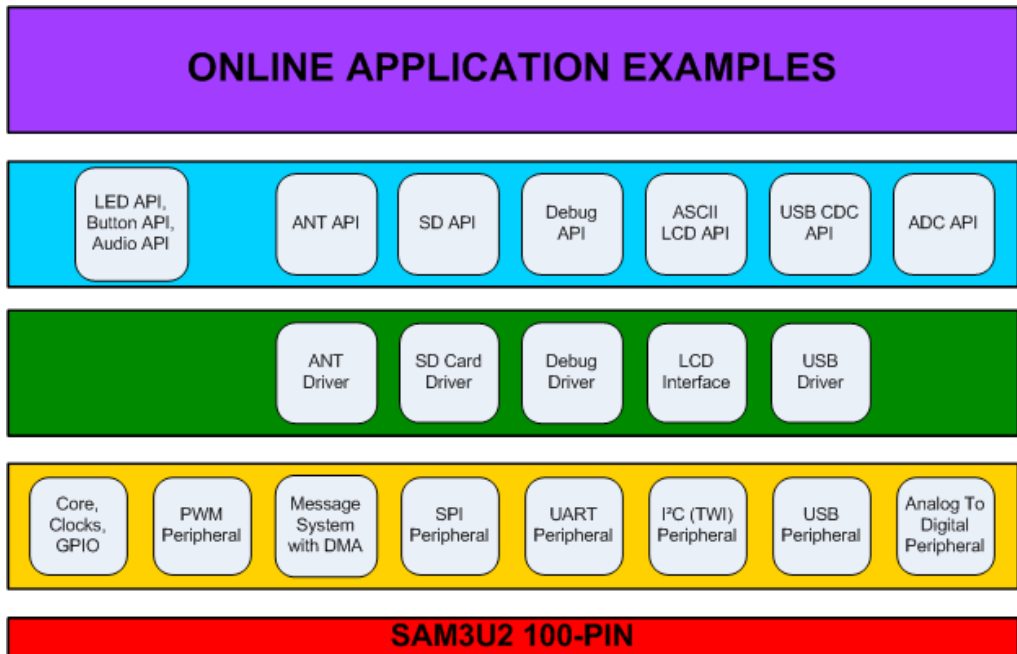 ONLINE APPLICATION EXAMPLES
LED API,
Button API,
Audio API
ANT API
SD API
Debug
API
ASCII
LCD API
USB CDC
API
ADC API
ANT
Driver
SD Card
Driver
Debug
Driver
LCD
Interface
USB
Driver
Core,
Clocks,
GPIO
PWM
Peripheral
Message
System
with DMA
SPI
Peripheral
UART
Peripheral
I²C (TWI)
Peripheral
USB
Peripheral
Analog To
Digital
Peripheral
SAM3U2 100-PIN